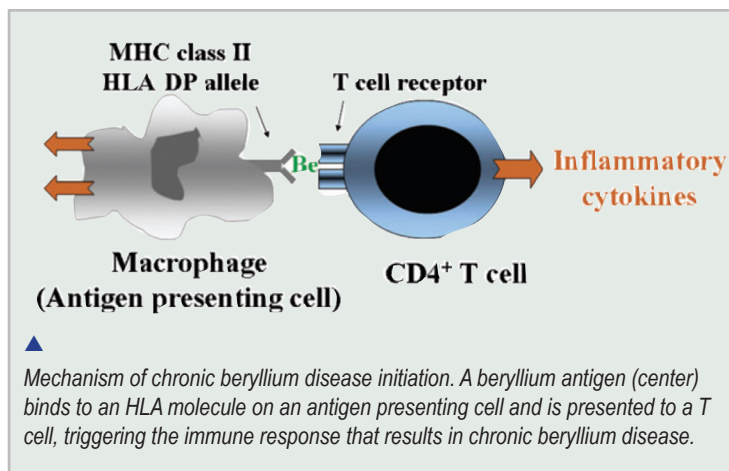 MHC class II
HLA DP allele
T cell receptor
Be
Inflammatory
cytokines
Macrophage
(Antigen presenting cell)
CD4⁺ T cell
Mechanism of chronic beryllium disease initiation. A beryllium antigen (center)
binds to an HLA molecule on an antigen presenting cell and is presented to a T
cell, triggering the immune response that results in chronic beryllium disease.